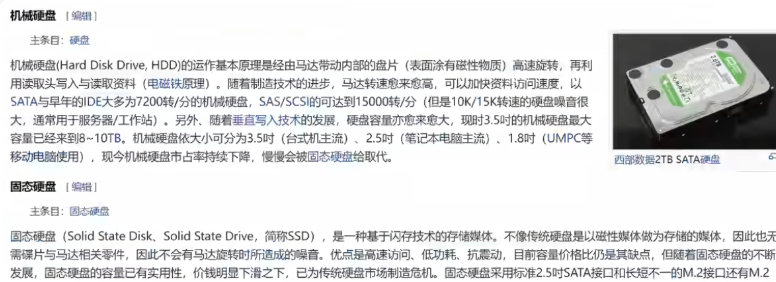 机械硬盘 [编辑]
主条目：硬盘
机械硬盘(Hard Disk Drive, HDD)的运作基本原理是经由马达带动内部的盘片（表面涂有磁性物质）高速旋转，再利
用读取头写入与读取资料（电磁铁原理）。随着制造技术的进步，马达转速愈来愈高，可以加快资料访问速度，以
SATA与早年的IDE大多为7200转/分的机械硬盘，SAS/SCSI的可达到15000转/分（但是10K/15K转速的硬盘噪音很
大，通常用于服务器/工作站）。另外、随着垂直写入技术的发展，硬盘容量亦愈来愈大，现时3.5吋的机械硬盘最大
容量已经来到8~10TB。机械硬盘依大小可分为3.5吋（台式机主流）、2.5吋（笔记本电脑主流）、1.8吋（UMPC等
移动电脑使用），现今机械硬盘市占率持续下降，慢慢会被固态硬盘给取代。
西部数据2TB SATA硬盘
固态硬盘 [编辑]
主条目：固态硬盘
固态硬盘（Solid State Disk、Solid State Drive，简称SSD），是一种基于闪存技术的存储媒体。不像传统硬盘是以磁性媒体做为存储的媒体，因此也无
需碟片与马达相关零件，因此不会有马达旋转时所造成的噪音。优点是高速访问、低功耗、抗震动，目前容量价格比仍是其缺点，但随着固态硬盘的不断
发展，固态硬盘的容量已有实用性，价钱明显下滑之下，已为传统硬盘市场制造危机。固态硬盘采用标准2.5吋SATA接口和长短不一的M.2接口还有M.2